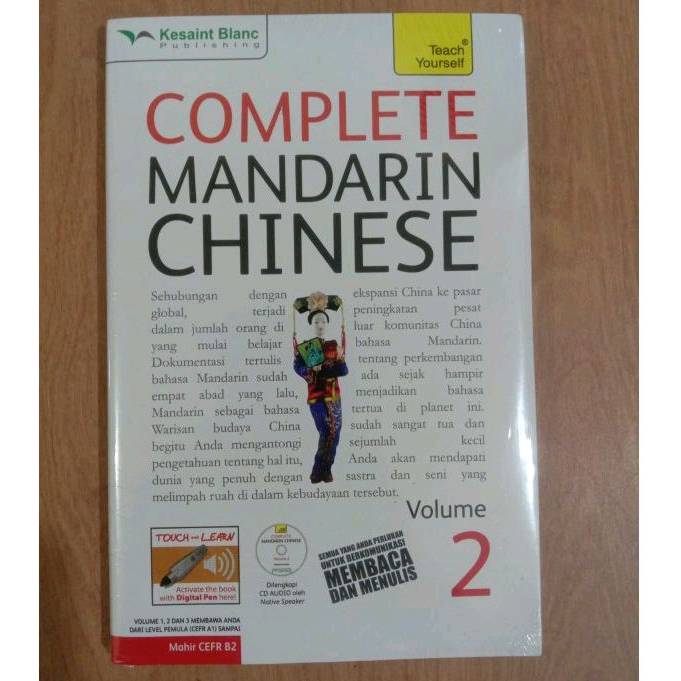 Kesaint Blanc
Publishing
Teach
Yourself®
COMPLETE
MANDARIN
CHINESE
Sehubungan dengan ekspansi China ke pasar
global, terjadi peningkatan pesat
dalam jumlah orang di luar komunitas China
yang mulai belajar bahasa Mandarin.
Dokumentasi tertulis tentang perkembangan
bahasa Mandarin sudah ada sejak hampir
empat abad yang lalu, menjadikan bahasa
Mandarin sebagai bahasa tertua di planet ini.
Warisan budaya China sudah sangat tua dan
begitu Anda mengantongi sejumlah kecil
pengetahuan tentang hal itu, Anda akan mendapati
dunia yang penuh dengan sastra dan seni yang
melimpah ruah di dalam kebudayaan tersebut.
Volume
2
TOUCH and LEARN
Activate the book
with Digital Pen here!
COMPLETE
MANDARIN CHINESE
Dilengkapi
CD AUDIO oleh
Native Speaker
SEMUA YANG ANDA PERLUKAN
UNTUK BERKOMUNIKASI
MEMBACA
DAN MENULIS
VOLUME 1, 2 DAN 3 MEMBAWA ANDA
DARI LEVEL PEMULA (CEFR A1) SAMPAI
Mahir CEFR B2